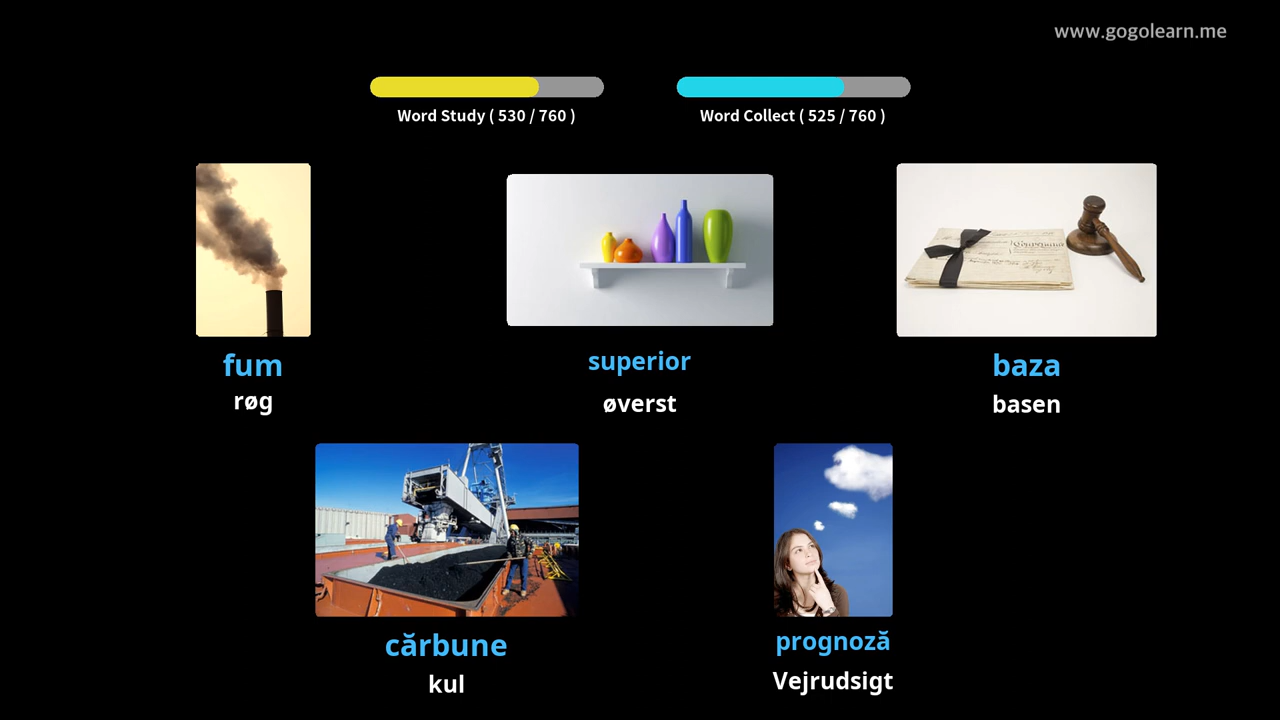 www.gogolearn.me
Word Study ( 530 / 760 )
Word Collect ( 525 / 760 )
fum
røg
superior
øverst
baza
basen
cărbune
kul
prognoză
Vejrudsigt